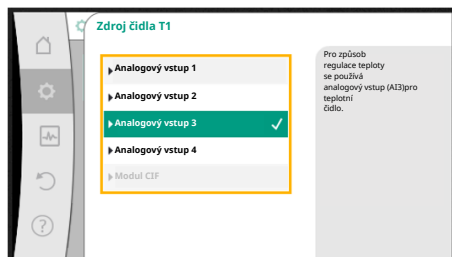 Zdroj čidla T1
Analogový vstup 1
Analogový vstup 2
Analogový vstup 3
Analogový vstup 4
Modul CIF
Pro způsob
regulace teploty
se používá
analogový vstup (AI3)pro
teplotní
čidlo.
?